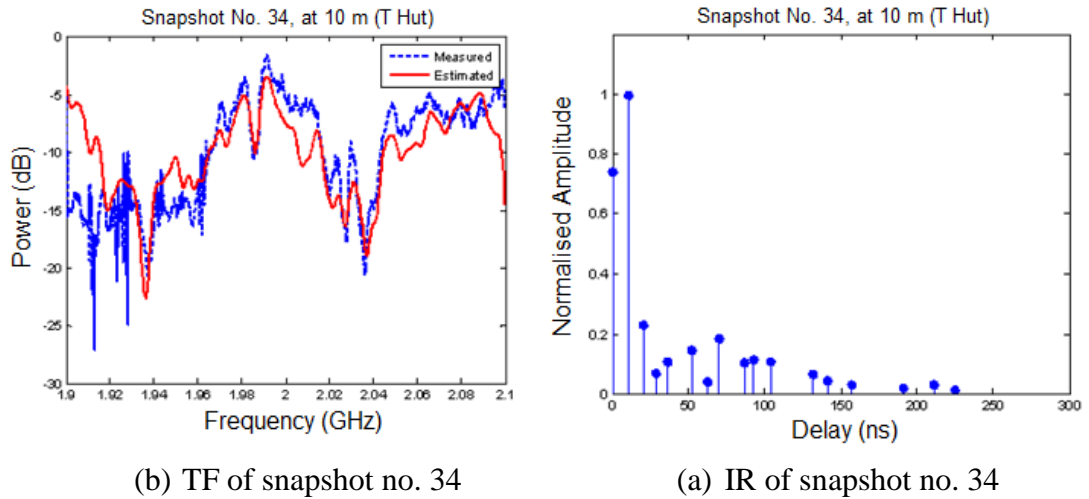 Snapshot No. 34, at 10 m (T Hut)
Power (dB)
0
-5
-10
-15
-20
-25
-30
Measured
Estimated
1.9 1.92 1.94 1.96 1.98 2 2.02 2.04 2.06 2.08 2.1
Frequency (GHz)
(b) TF of snapshot no. 34
Snapshot No. 34, at 10 m (T Hut)
Normalised Amplitude
1
0.8
0.6
0.4
0.2
0
0 50 100 150 200 250 300
Delay (ns)
(a) IR of snapshot no. 34